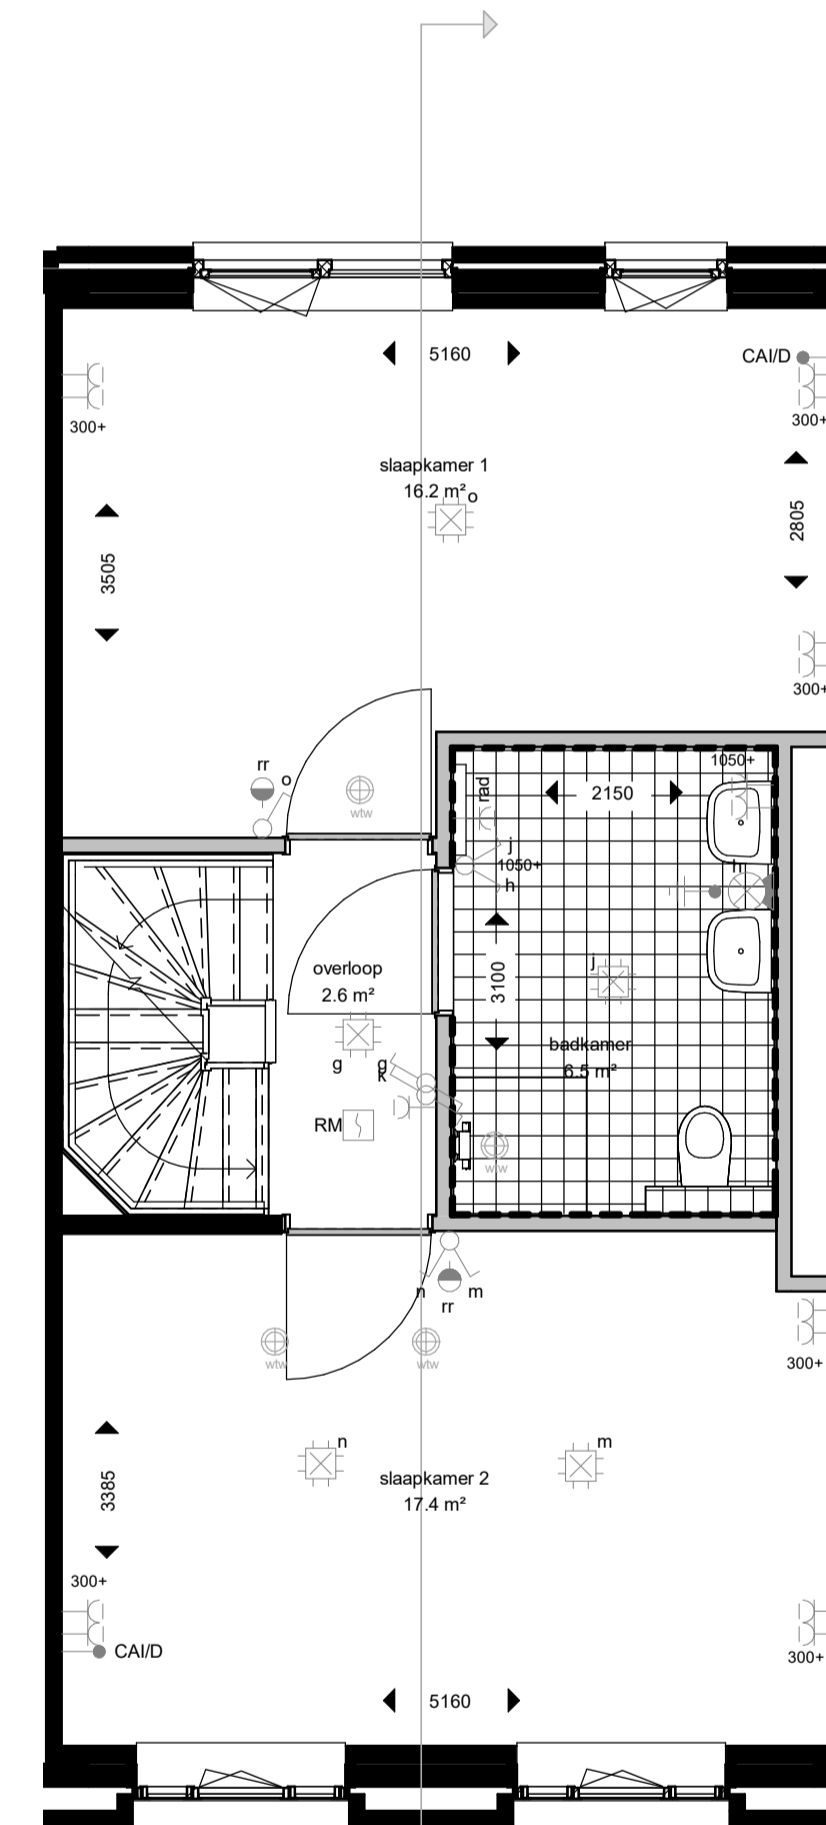 5160
CAI/D
300+
300+
slaapkamer 1
16.2 m²
o
3505
2805
300+
rr
o
wtw
rad
1050+
2150
j
1050+
h
h
overloop
2.6 m²
3100
j
g
g
k
badkamer
6.5 m²
RM
wtw
n
m
rr
wtw
wtw
300+
n
m
slaapkamer 2
17.4 m²
3385
300+
CAI/D
300+
5160